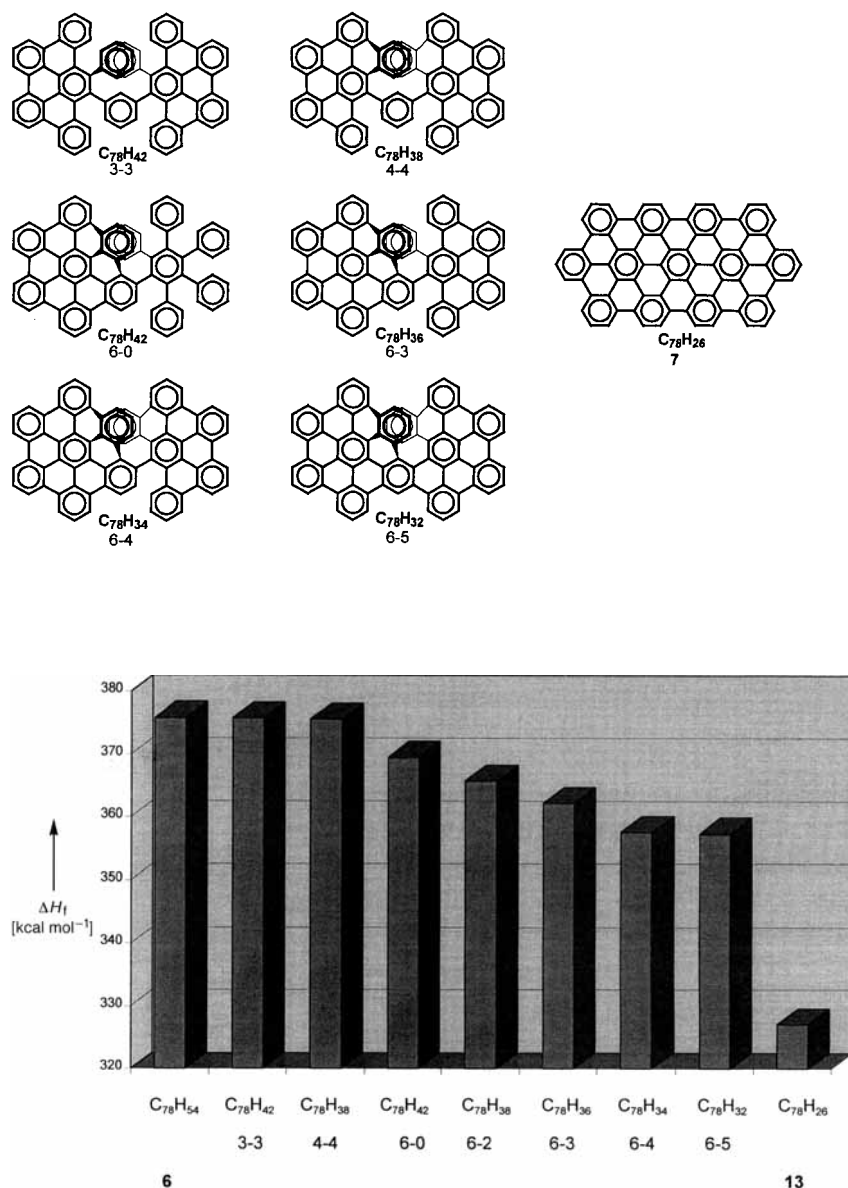 C₇₈H₄₂
3-3
C₇₈H₃₈
4-4
C₇₈H₄₂
6-0
C₇₈H₃₆
6-3
C₇₈H₂₆
7
C₇₈H₃₄
6-4
C₇₈H₃₂
6-5
380
370
360
350
340
330
320
ΔHf
[kcal mol⁻¹]
C₇₈H₅₄ C₇₈H₄₂ C₇₈H₃₈ C₇₈H₄₂ C₇₈H₃₈ C₇₈H₃₆ C₇₈H₃₄ C₇₈H₃₂ C₇₈H₂₆
3-3 4-4 6-0 6-2 6-3 6-4 6-5
6 13